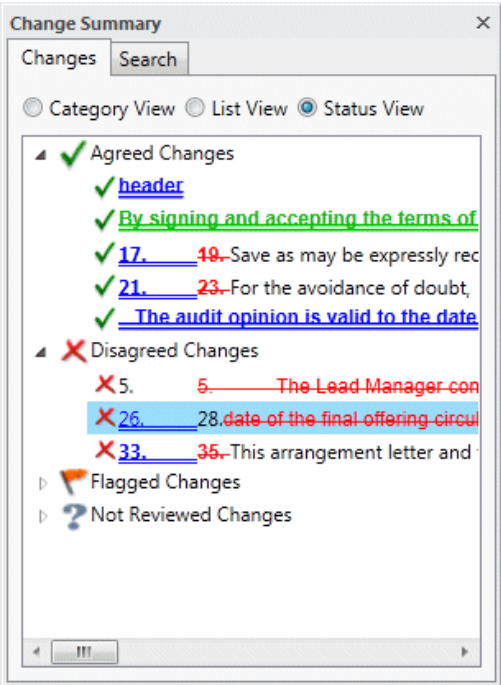 Change Summary
Changes Search
Category View List View Status View
Agreed Changes
header
By signing and accepting the terms of
17. 19. Save as may be expressly rec
21. 23. For the avoidance of doubt,
The audit opinion is valid to the date
Disagreed Changes
5. 5. The Lead Manager con
26. 28.date of the final offering circul
33. 35. This arrangement letter and
Flagged Changes
Not Reviewed Changes